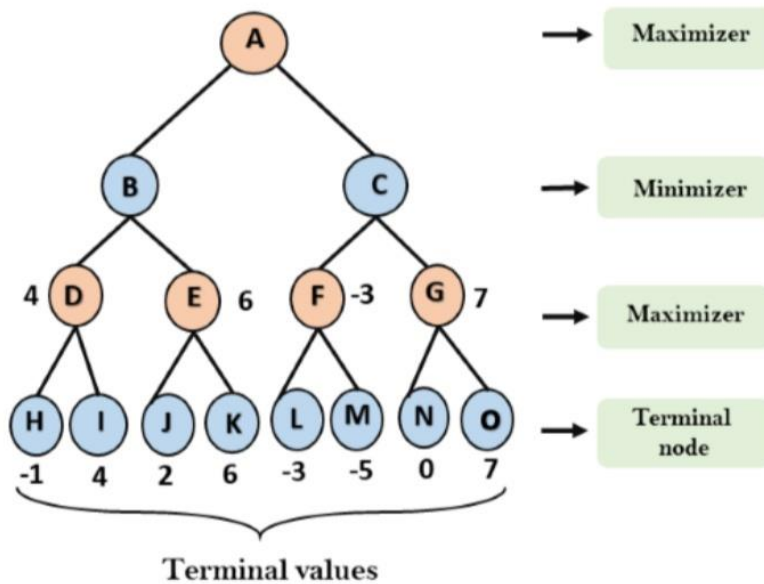 A
Maximizer
B
C
Minimizer
4 D
E 6
F -3
G 7
Maximizer
H I J K L M N O
Terminal
node
-1 4 2 6 -3 -5 0 7
Terminal values